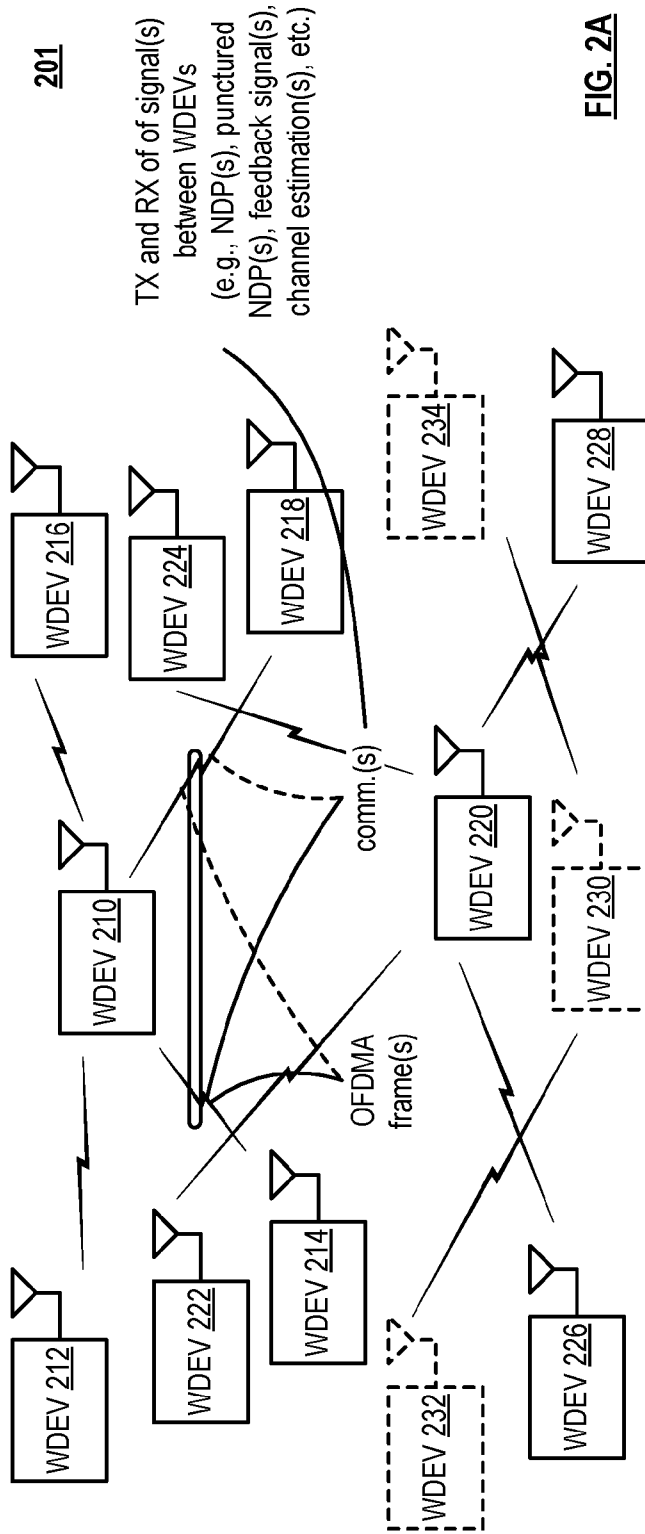 201
TX and RX of of signal(s)
between WDEVs
(e.g., NDP(s), punctured
NDP(s), feedback signal(s),
channel estimation(s), etc.)
WDEV 212
WDEV 210
WDEV 216
WDEV 222
WDEV 224
WDEV 214
WDEV 218
OFDMA
frame(s)
comm.(s)
WDEV 232
WDEV 220
WDEV 234
WDEV 226
WDEV 230
WDEV 228
FIG. 2A